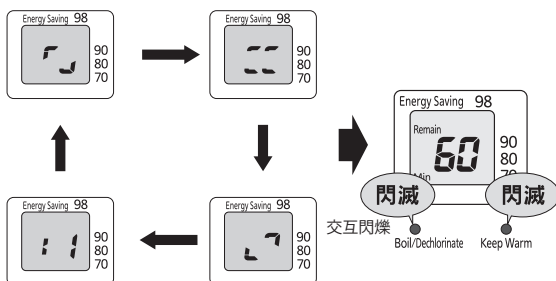 Energy Saving 98
90
80
70
Energy Saving 98
90
80
70
Energy Saving 98
Remain
60
90
80
70
Min
閃滅
閃滅
交互閃爍
Boil/Dechlorinate
Keep Warm
Energy Saving 98
90
80
70
Energy Saving 98
90
80
70